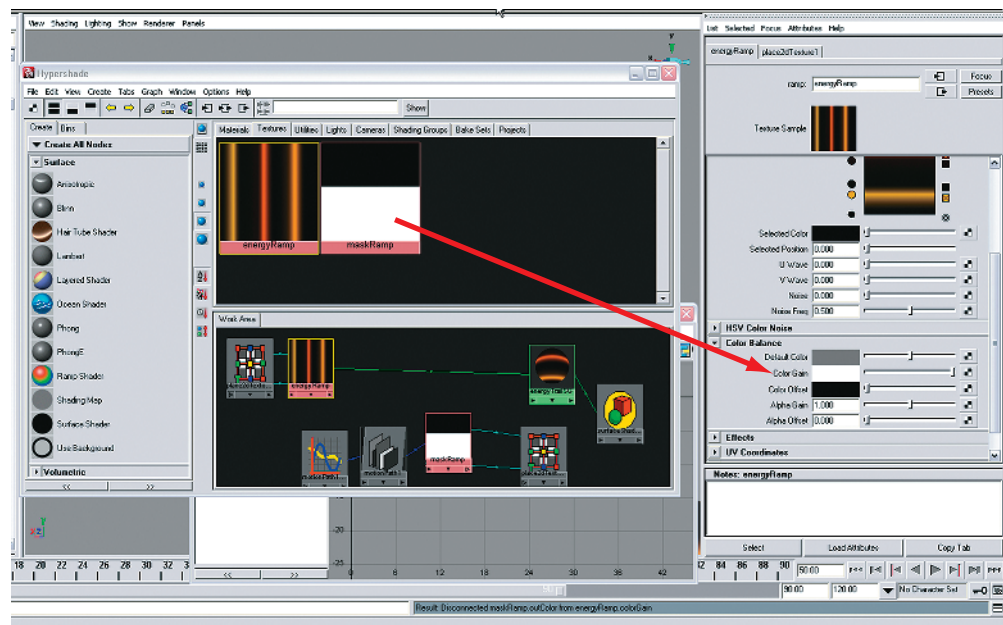 View Shading Lighting Show Renderer Panels
List Selected Focus Attributes Help
energyRamp place2dTexture1
ramp: energyRamp
Focus
Presets
Texture Sample
Hypershade
File Edit View Create Tabs Graph Window Options Help
Show
Create Bins
Materials Textures Utilities Lights Cameras Shading Groups Bake Sets Projects
Create All Nodes
Surface
Anisotropic
Blinn
Hair Tube Shader
Lambert
Layered Shader
Ocean Shader
Phong
PhongE
Ramp Shader
Shading Map
Surface Shader
Use Background
Volumetric
<< >>
energyRamp maskRamp
Work Area
energyRamp
maskRamp
motionPath1
Selected Color
Selected Position 0.000
U Wave 0.000
V Wave 0.000
Noise 0.000
Noise Freq 0.500
HSV Color Noise
Color Balance
Default Color
Color Gain
Color Offset
Alpha Gain 1.000
Alpha Offset 0.000
Effects
UV Coordinates
Notes: energyRamp
Select Load Attributes Copy Tab
y
x z
-20
-25
0 6 12 18 24 30 36 42
<< >>
18 20 22 24 26 28 30 32 3
84 86 88 90 50.00
90.00 120.00 No Character Set
Result: Disconnected maskRamp.outColor from energyRamp.colorGain